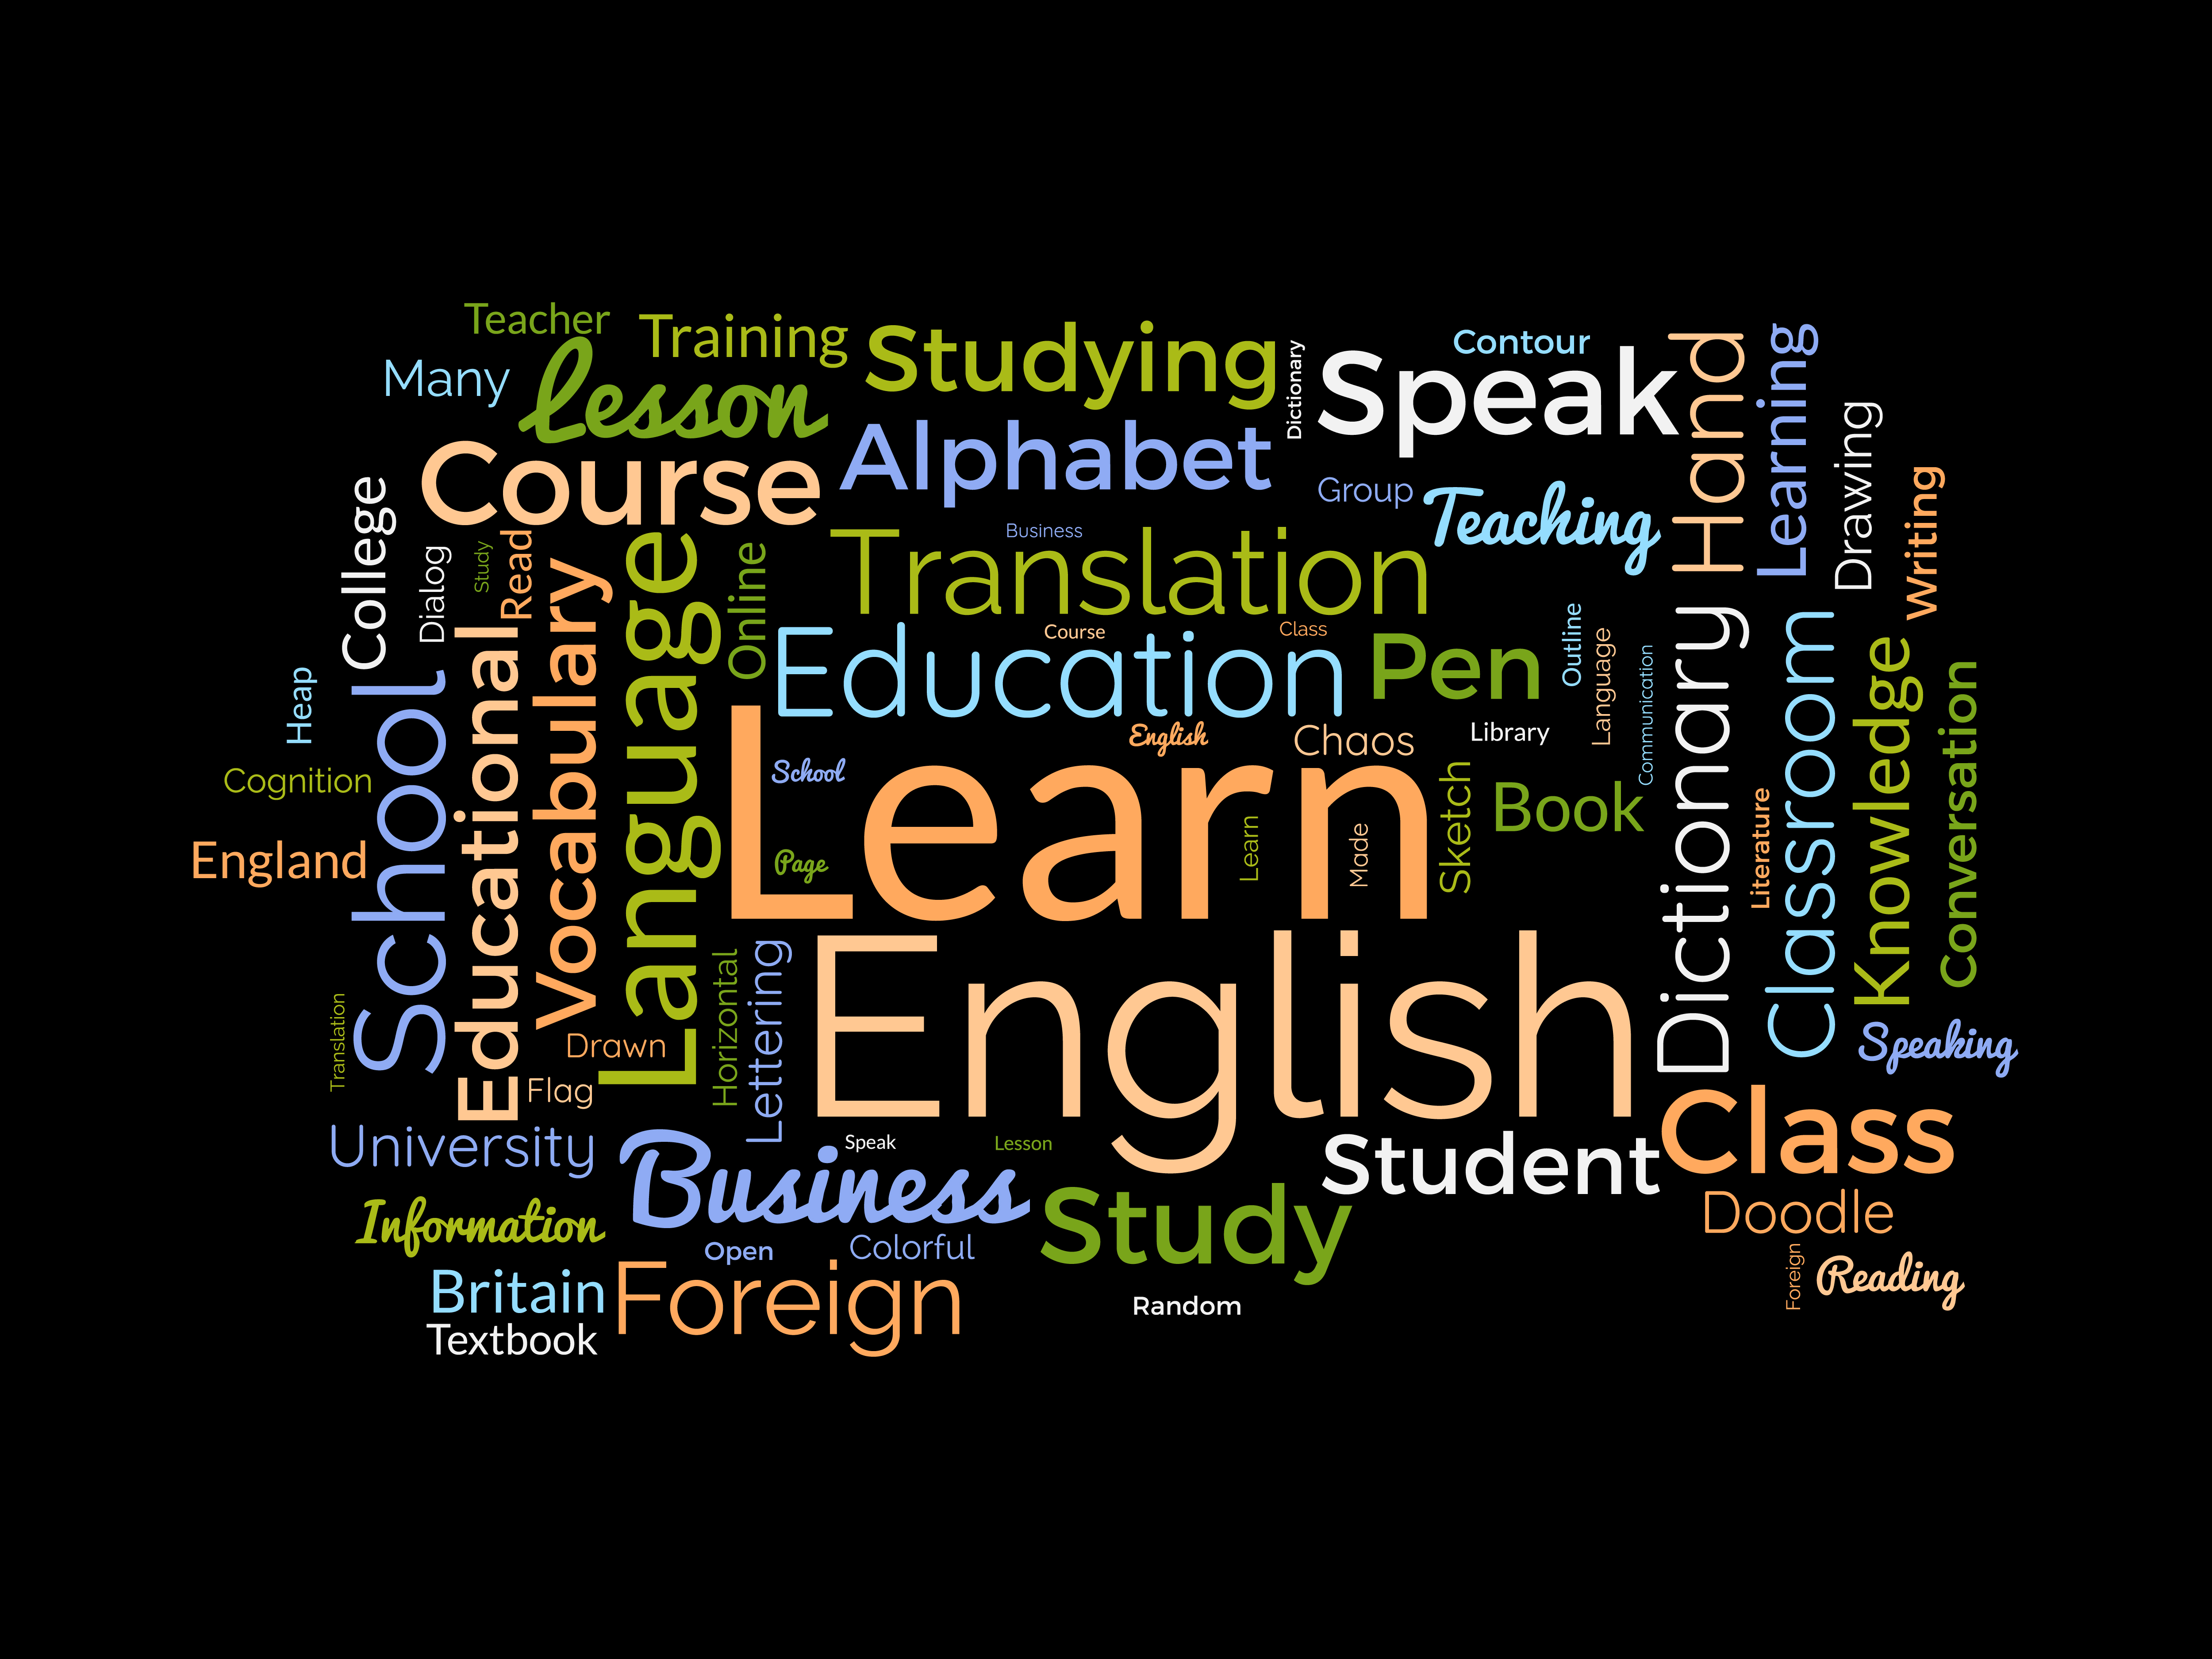 Teacher
Training
Studying
Many
Lesson
Dictionary
Speak
Contour
Hand
Learning
Course
Alphabet
Group
Teaching
Drawing
Writing
College
Dialog
Study
Read
Business
Translation
Online
Language
Vocabulary
Educational
School
Heap
Education
Course
Class
Pen
Outline
Language
Communication
Dictionary
Classroom
Knowledge
Conversation
Cognition
England
School
English
Chaos
Library
Learn
Page
Learn
Made
Sketch
Book
Literature
Translation
Drawn
Flag
Horizontal
Lettering
English
Speaking
University
Business
Speak
Lesson
Student
Class
Information
Open
Colorful
Study
Doodle
Foreign
Reading
Britain
Foreign
Random
Textbook